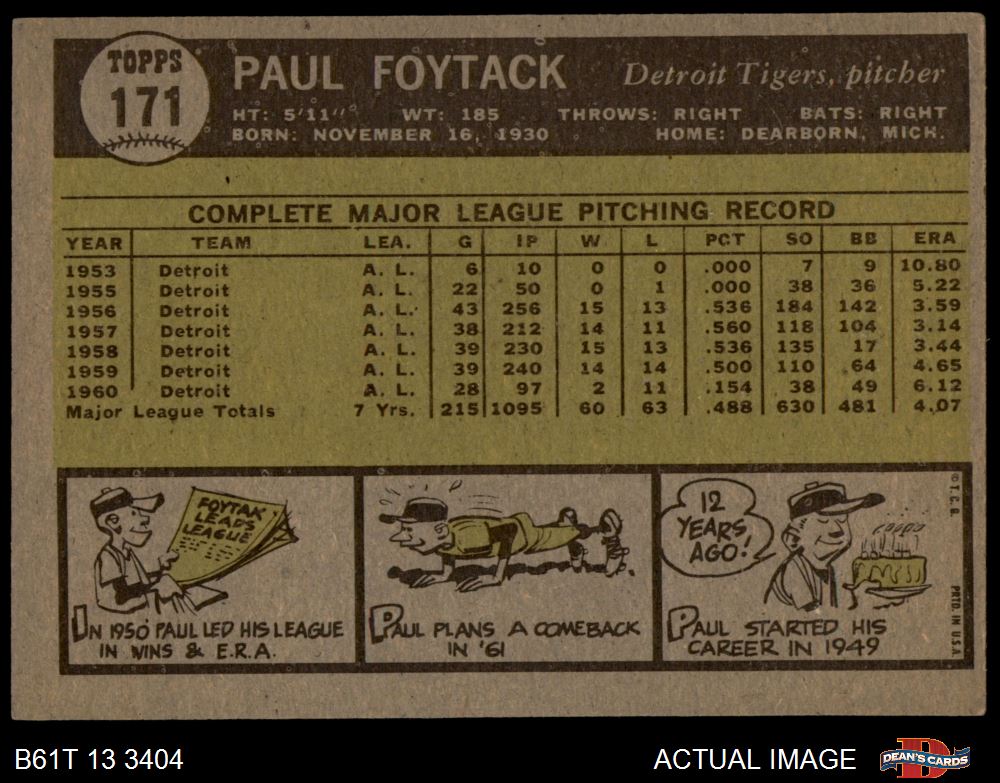 TOPPS
171
PAUL FOYTACK Detroit Tigers, pitcher
HT: 5'11" WT: 185 THROWS: RIGHT BATS: RIGHT
BORN: NOVEMBER 16, 1930 HOME: DEARBORN, MICH.
COMPLETE MAJOR LEAGUE PITCHING RECORD
YEAR TEAM LEA. G IP W L PCT SO BB ERA
1953 Detroit A. L. 6 10 0 0 .000 7 9 10.80
1955 Detroit A. L. 22 50 0 1 .000 38 36 5.22
1956 Detroit A. L. 43 256 15 13 .536 184 142 3.59
1957 Detroit A. L. 38 212 14 11 .560 118 104 3.14
1958 Detroit A. L. 39 230 15 13 .536 135 17 3.44
1959 Detroit A. L. 39 240 14 14 .500 110 64 4.65
1960 Detroit A. L. 28 97 2 11 .154 38 49 6.12
Major League Totals 7 Yrs. 215 1095 60 63 .488 630 481 4.07
FOYTAK
LEADS
LEAGUE
IN 1950 PAUL LED HIS LEAGUE
IN WINS & E.R.A.
PAUL PLANS A COMEBACK
IN '61
12
YEARS
AGO!
PAUL STARTED HIS
CAREER IN 1949
© T. C. G.
PRTD. IN U.S.A.
B61T 13 3404
ACTUAL IMAGE
DEAN'S CARDS